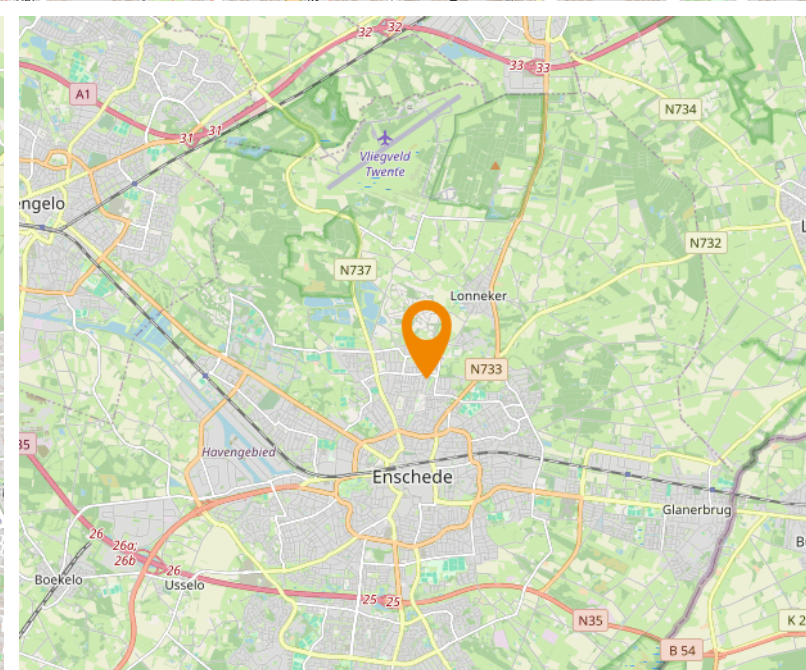 32
32
33
33
A1
31
31
N734
Vliegveld
Twente
engelo
L
N732
N737
Lonneker
N733
35
Havengebied
Enschede
Glanerbrug
26
26a;
26b
26
B
Boekelo
Usselo
25
25
N35
K 2
B 54